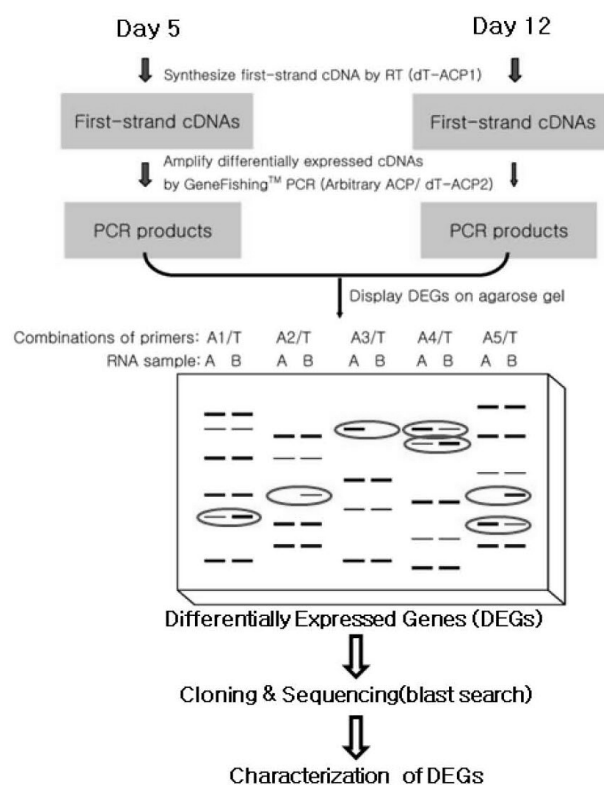 Day 5 Day 12
Synthesize first-strand cDNA by RT (dT-ACP1)
First-strand cDNAs First-strand cDNAs
Amplify differentially expressed cDNAs
by GeneFishing™ PCR (Arbitrary ACP/ dT-ACP2)
PCR products PCR products
Display DEGs on agarose gel
Combinations of primers: A1/T A2/T A3/T A4/T A5/T
RNA sample: A B A B A B A B A B
Differentially Expressed Genes (DEGs)
Cloning & Sequencing(blast search)
Characterization of DEGs